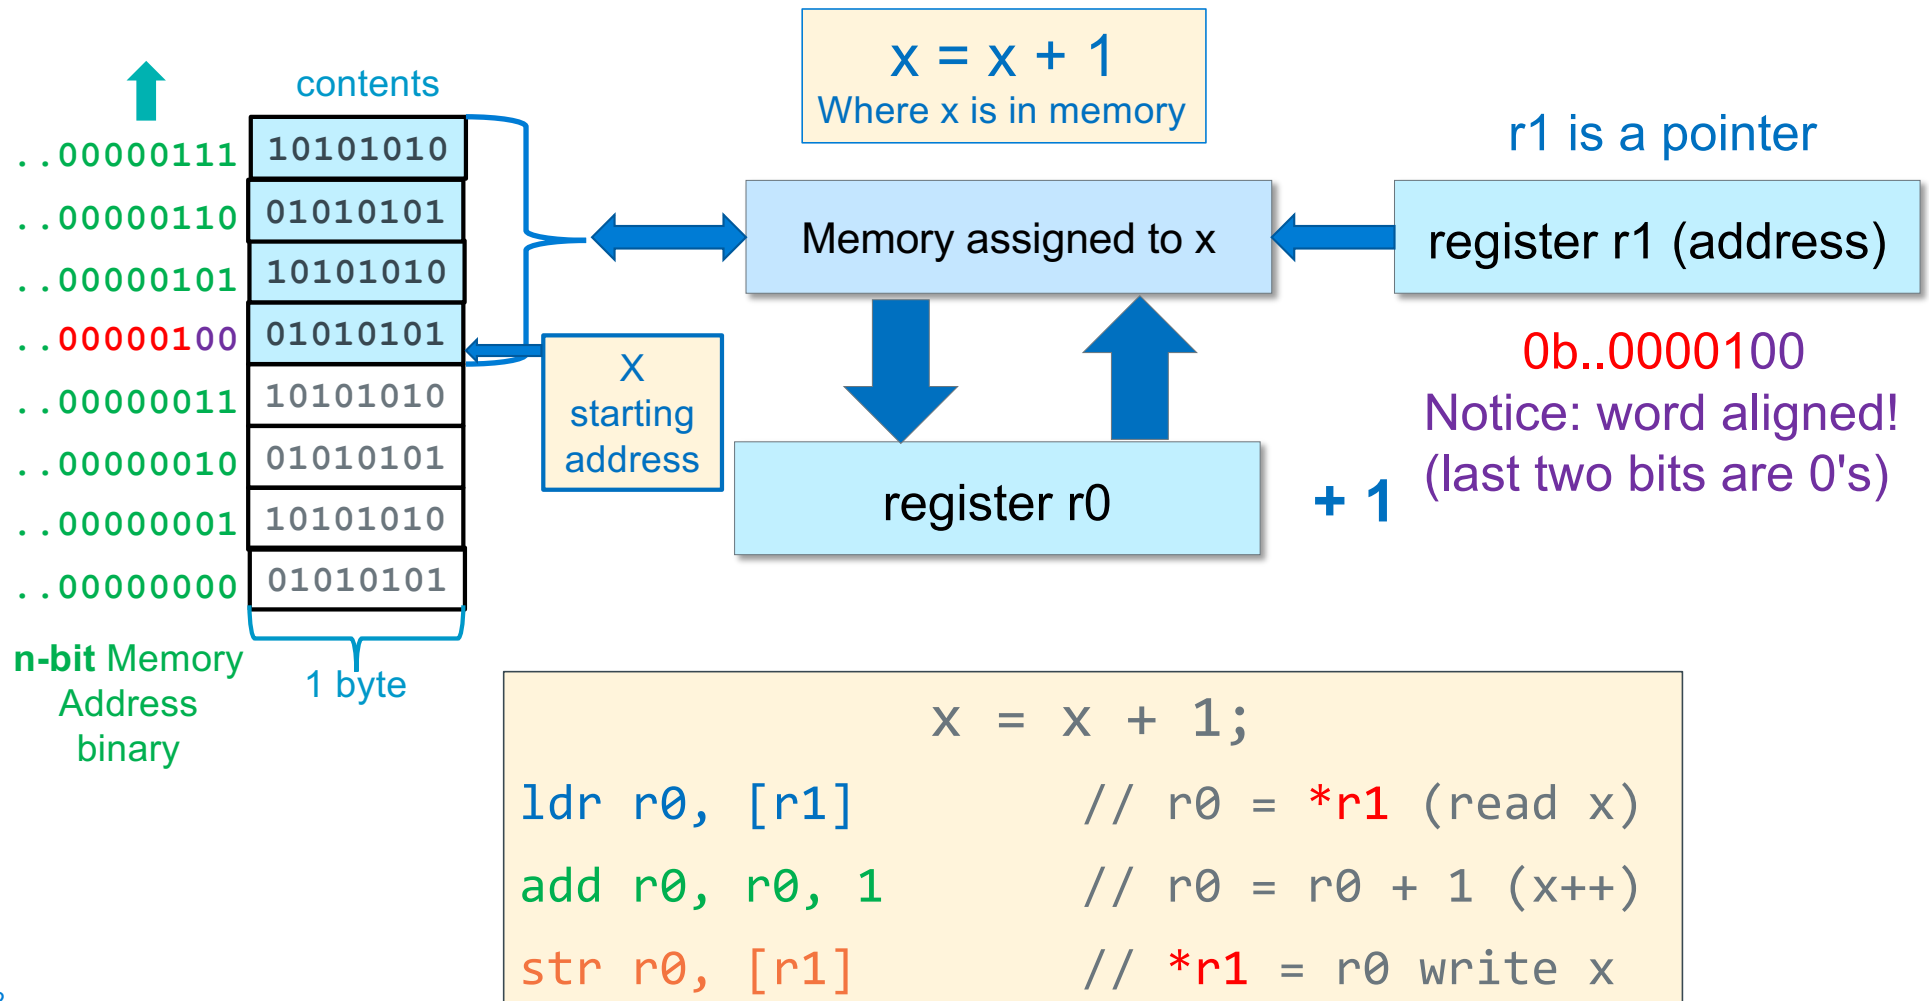 x = x + 1
Where x is in memory
contents
..00000111 10101010
..00000110 01010101
..00000101 10101010
..00000100 01010101
..00000011 10101010
..00000010 01010101
..00000001 10101010
..00000000 01010101
n-bit Memory
Address
binary
1 byte
X
starting
address
Memory assigned to x
register r0
+ 1
r1 is a pointer
register r1 (address)
0b..0000100
Notice: word aligned!
(last two bits are 0's)
x = x + 1;
ldr r0, [r1] // r0 = *r1 (read x)
add r0, r0, 1 // r0 = r0 + 1 (x++)
str r0, [r1] // *r1 = r0 write x